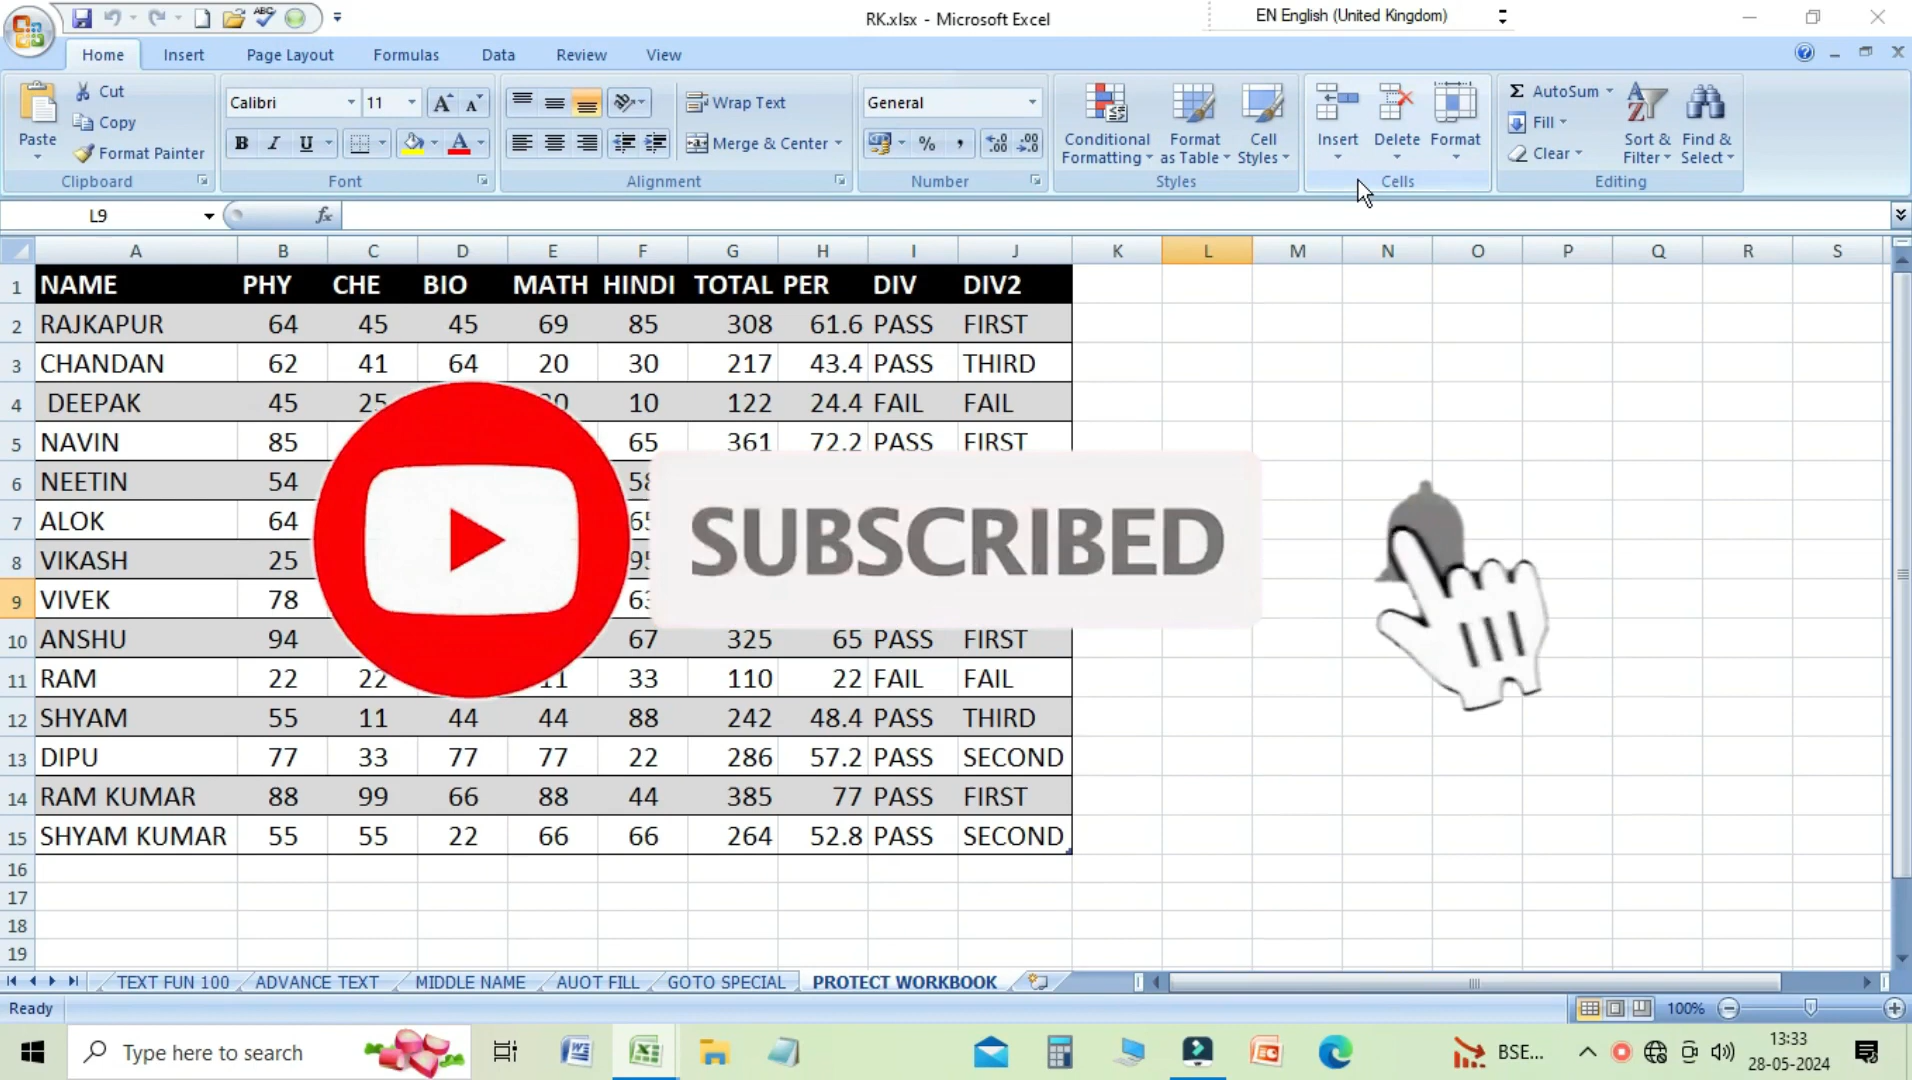 RK.xlsx - Microsoft Excel
EN English (United Kingdom)
Home Insert Page Layout Formulas Data Review View
Paste
Cut
Copy
Format Painter
Clipboard
Calibri 11
B I U
Font
Wrap Text
Merge & Center
Alignment
General
%
Number
Conditional Formatting
Format as Table
Cell Styles
Styles
Insert
Delete
Format
Cells
AutoSum
Fill
Clear
Sort & Filter
Find & Select
Editing
L9
fx
A B C D E F G H I J K L M N O P Q R S
1 NAME PHY CHE BIO MATH HINDI TOTAL PER DIV DIV2
2 RAJKAPUR 64 45 45 69 85 308 61.6 PASS FIRST
3 CHANDAN 62 41 64 20 30 217 43.4 PASS THIRD
4 DEEPAK 45 25 10 122 24.4 FAIL FAIL
5 NAVIN 85 65 361 72.2 PASS FIRST
6 NEETIN 54
7 ALOK 64
8 VIKASH 25
9 VIVEK 78
SUBSCRIBED
10 ANSHU 94 67 325 65 PASS FIRST
11 RAM 22 22 11 33 110 22 FAIL FAIL
12 SHYAM 55 11 44 44 88 242 48.4 PASS THIRD
13 DIPU 77 33 77 77 22 286 57.2 PASS SECOND
14 RAM KUMAR 88 99 66 88 44 385 77 PASS FIRST
15 SHYAM KUMAR 55 55 22 66 66 264 52.8 PASS SECOND
16
17
18
19
TEXT FUN 100 ADVANCE TEXT MIDDLE NAME AUOT FILL GOTO SPECIAL PROTECT WORKBOOK
Ready 100%
Type here to search
BSE...
13:33
28-05-2024